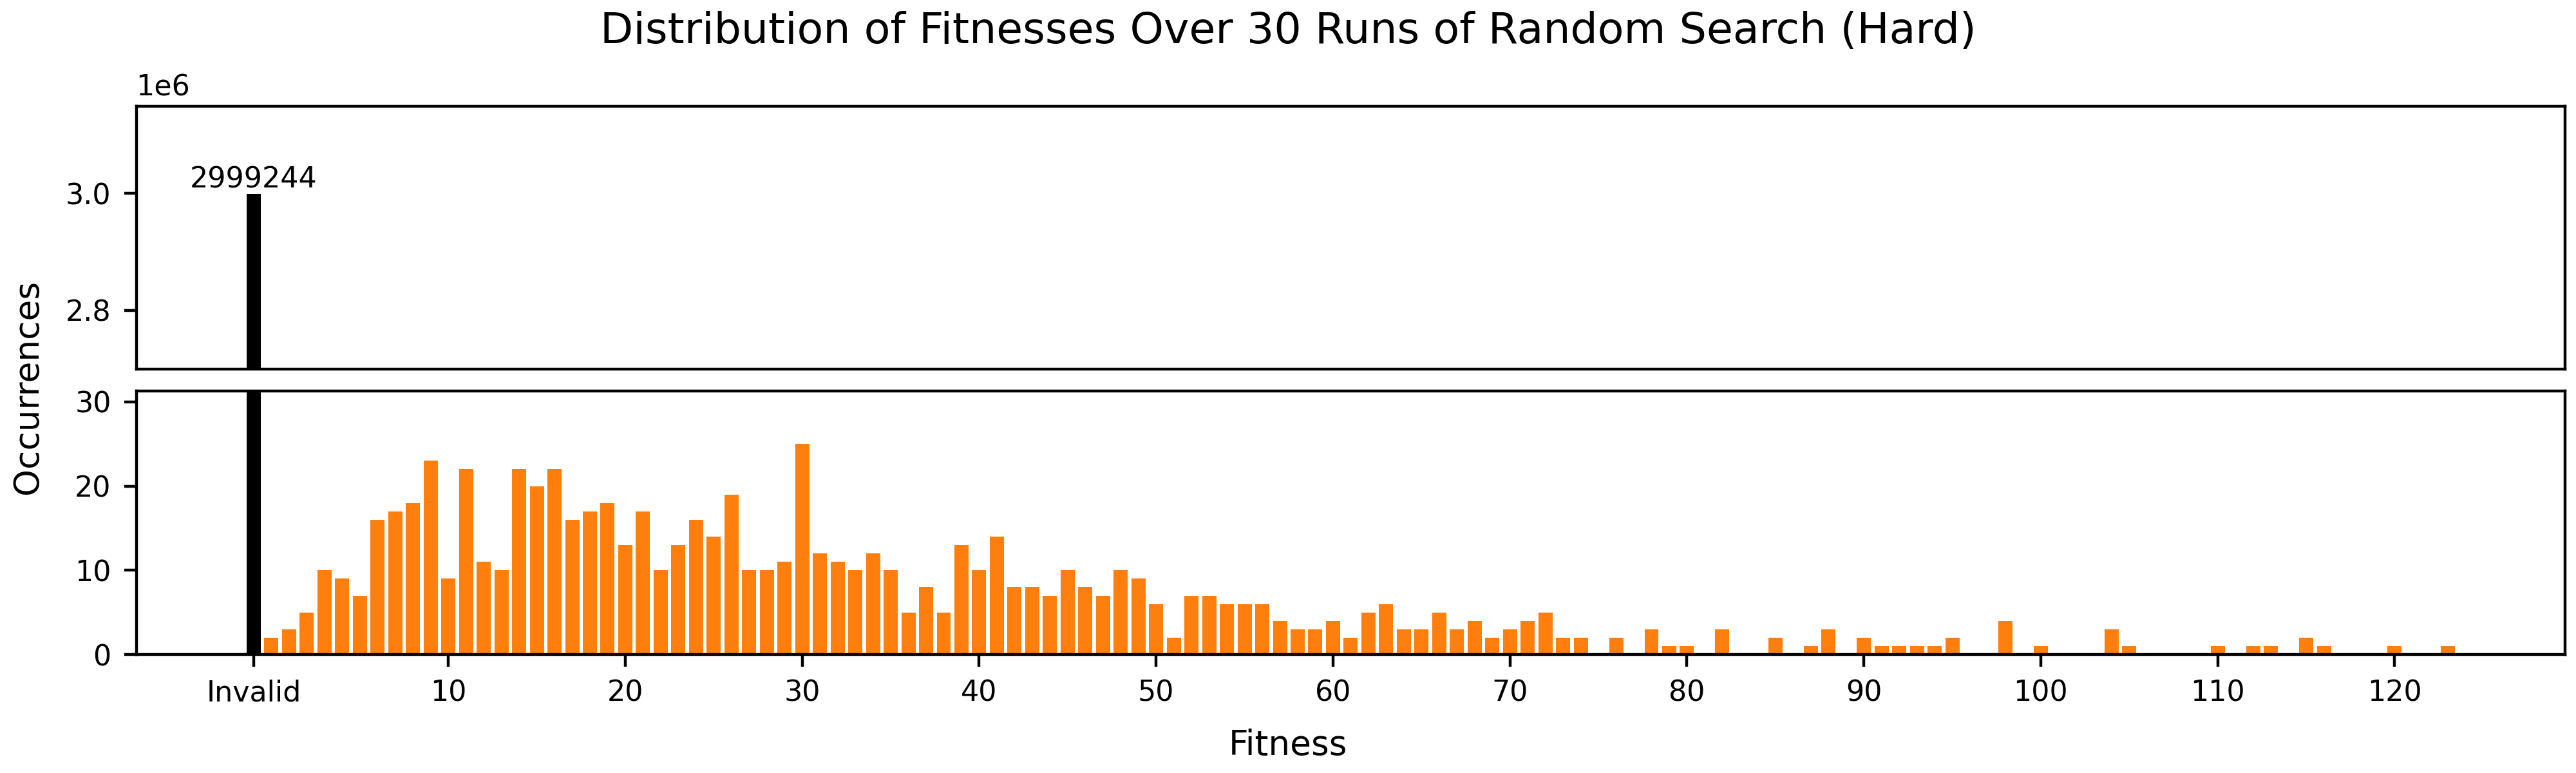 Distribution of Fitnesses Over 30 Runs of Random Search (Hard)
1e6
2999244
3.0
2.8
Occurrences
30
20
10
0
Invalid 10 20 30 40 50 60 70 80 90 100 110 120
Fitness